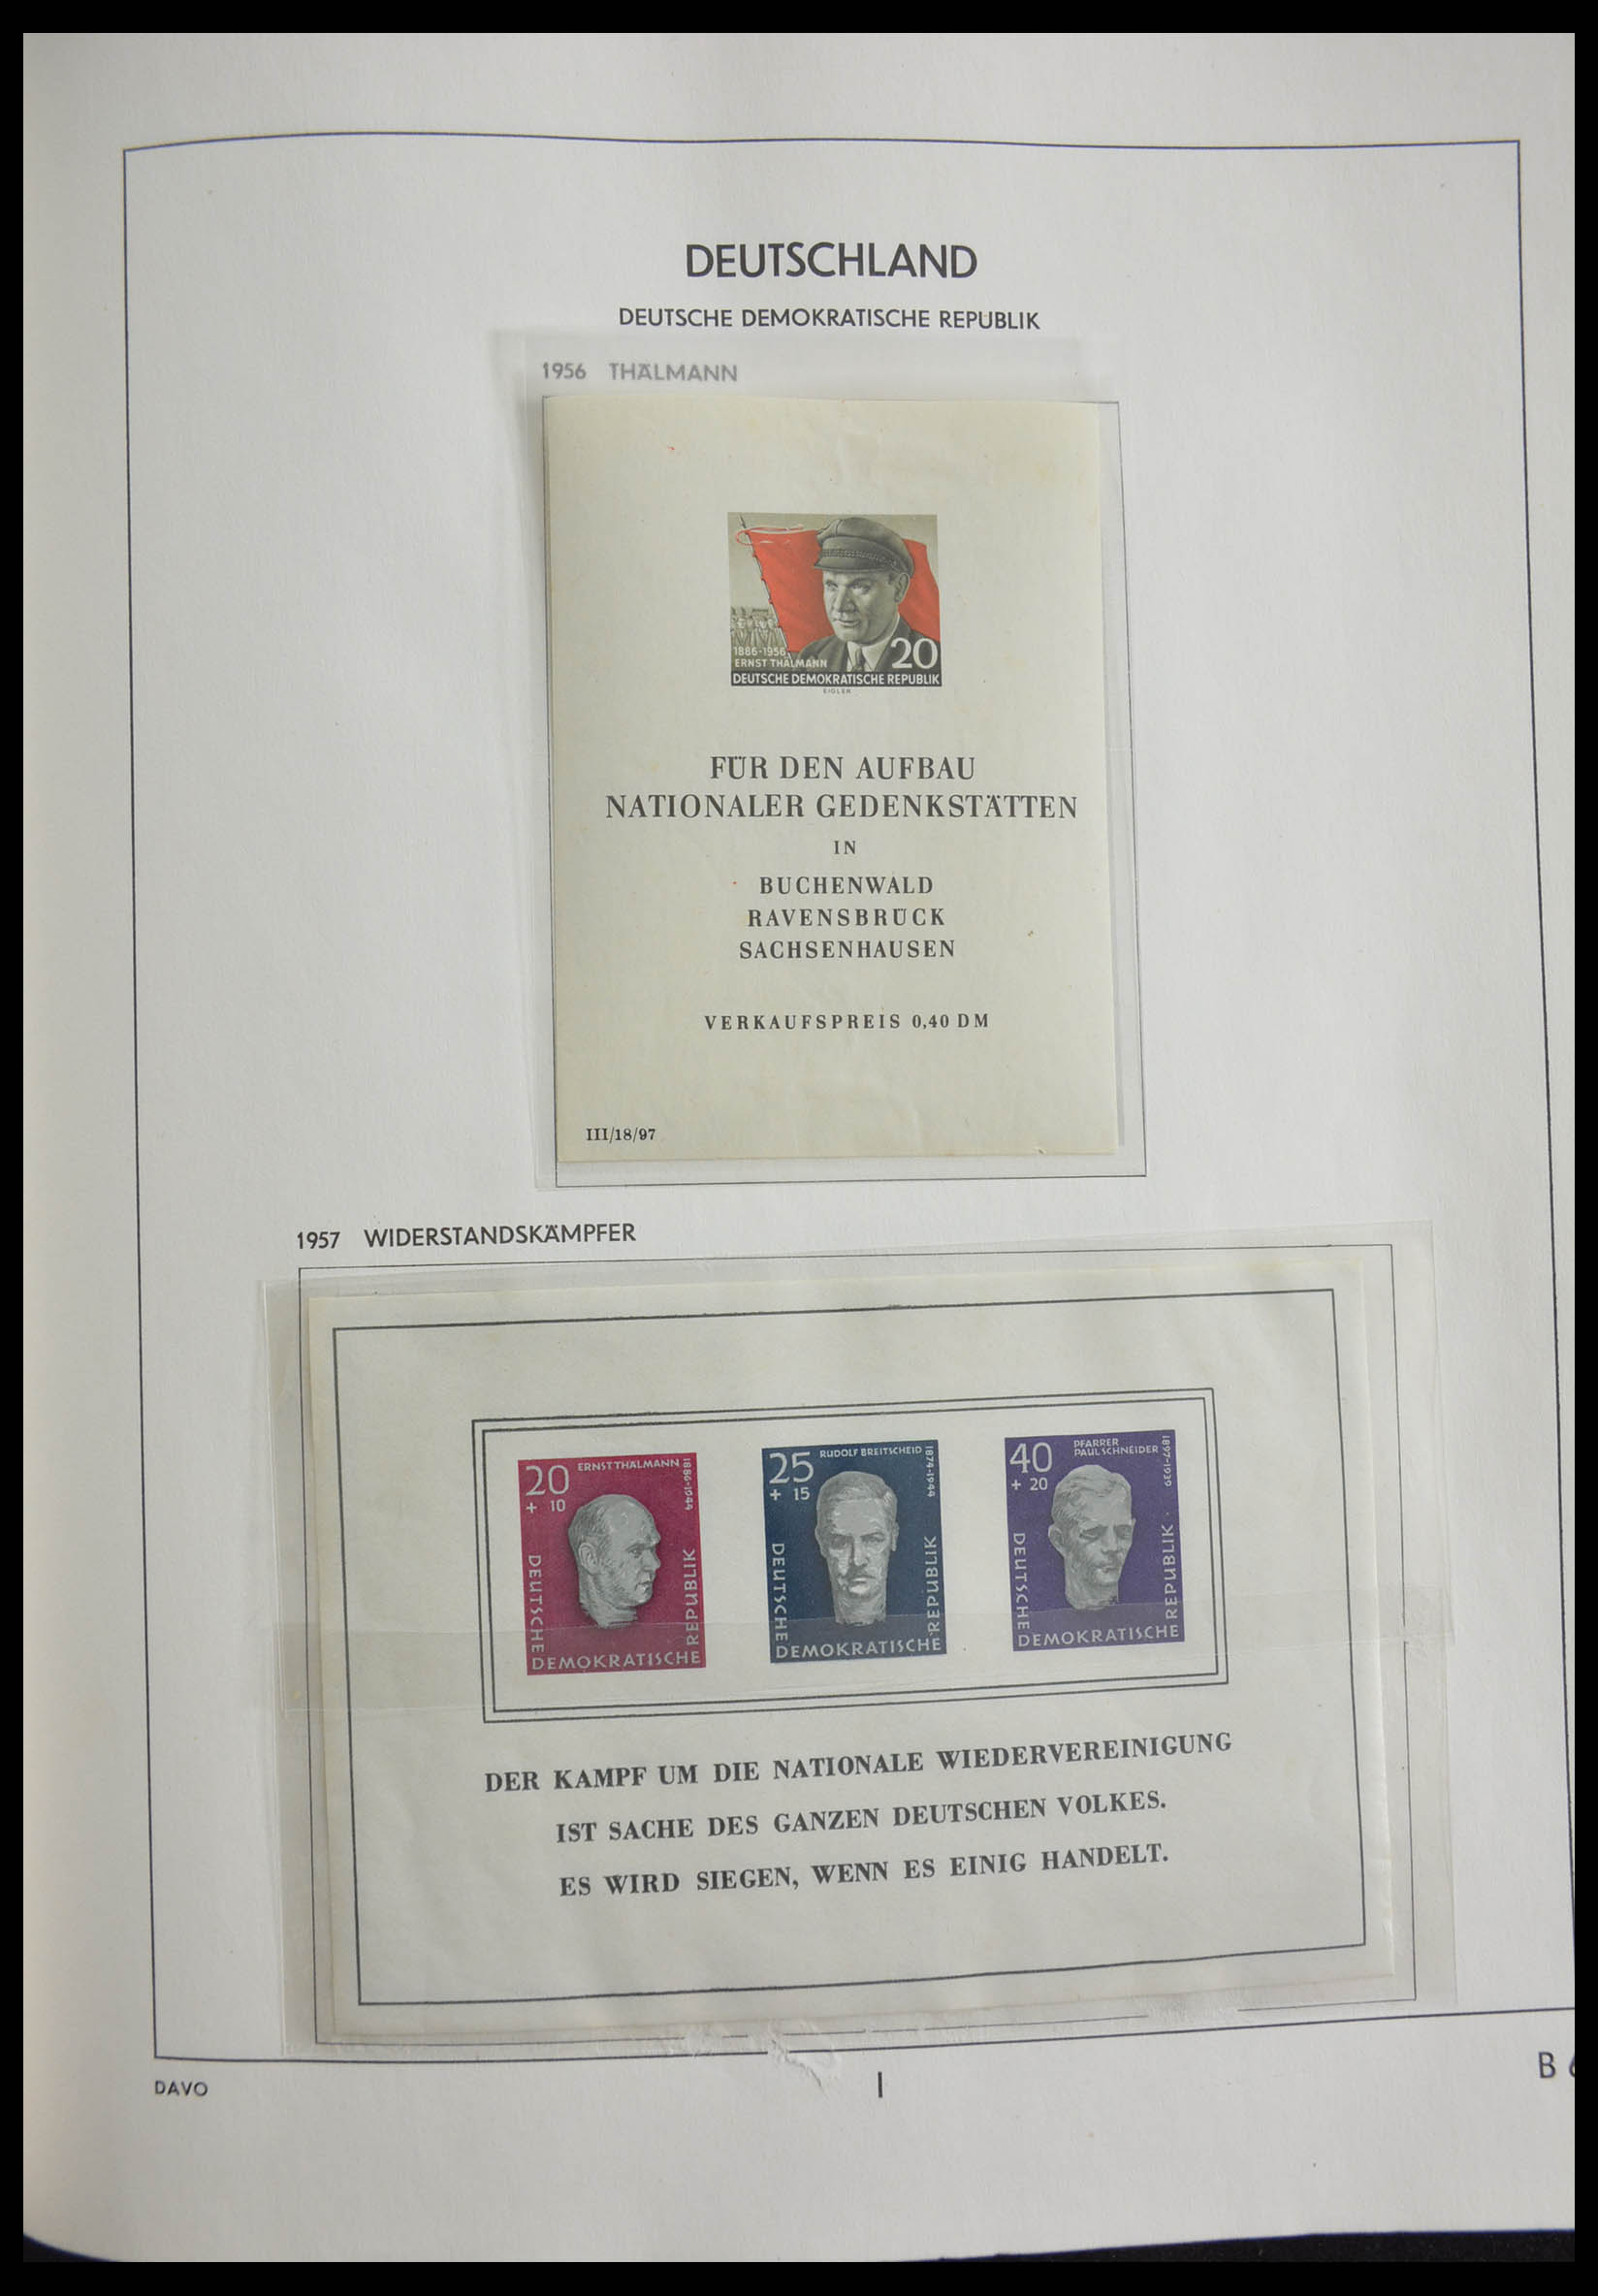 DEUTSCHLAND
DEUTSCHE DEMOKRATISCHE REPUBLIK
1956 THÄLMANN
1886-1956
ERNST THÄLMANN
20
DEUTSCHE DEMOKRATISCHE REPUBLIK
EIGLER
FÜR DEN AUFBAU
NATIONALER GEDENKSTÄTTEN
IN
BUCHENWALD
RAVENSBRÜCK
SACHSENHAUSEN
VERKAUFSPREIS 0,40 DM
III/18/97
1957 WIDERSTANDSKÄMPFER
20
+ 10
ERNST THÄLMANN
1886-1944
DEUTSCHE
DEMOKRATISCHE
REPUBLIK
25
+ 15
RUDOLF BREITSCHEID
1874-1944
DEUTSCHE
DEMOKRATISCHE
REPUBLIK
40
+ 20
PFARRER
PAUL SCHNEIDER
1897-1939
DEUTSCHE
DEMOKRATISCHE
REPUBLIK
DER KAMPF UM DIE NATIONALE WIEDERVEREINIGUNG
IST SACHE DES GANZEN DEUTSCHEN VOLKES.
ES WIRD SIEGEN, WENN ES EINIG HANDELT.
DAVO
I
B